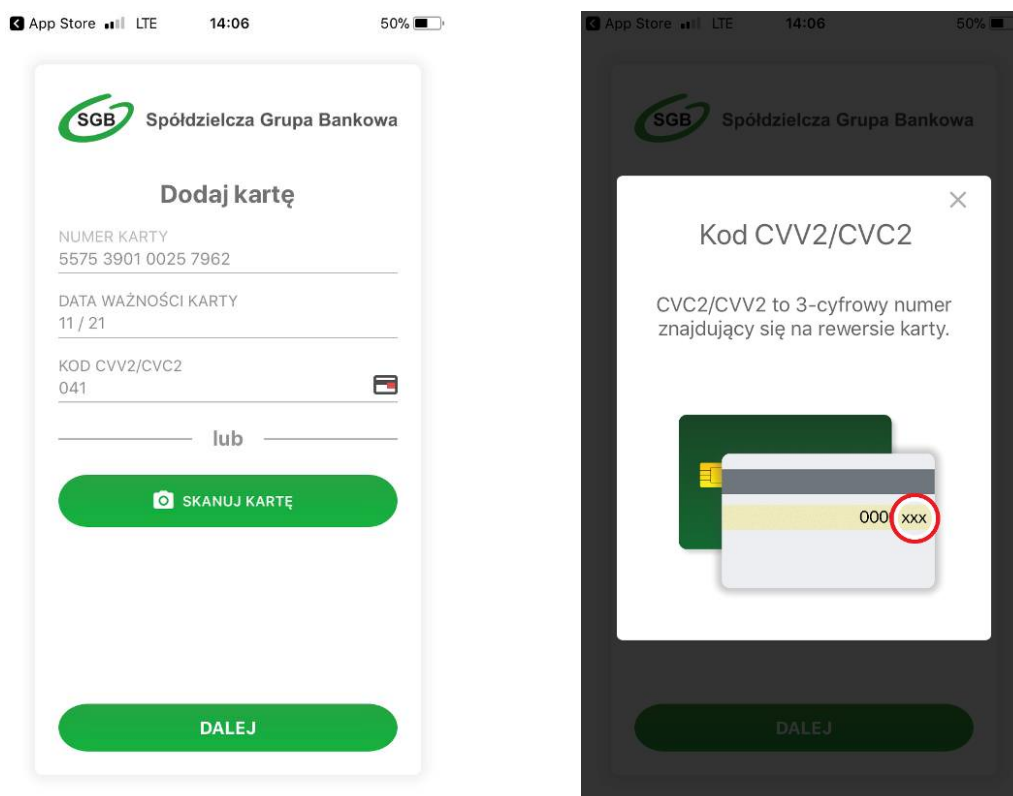 App Store LTE 14:06 50%
SGB Spółdzielcza Grupa Bankowa
Dodaj kartę
NUMER KARTY
5575 3901 0025 7962
DATA WAŻNOŚCI KARTY
11 / 21
KOD CVV2/CVC2
041
lub
SKANUJ KARTĘ
DALEJ
App Store LTE 14:06 50%
SGB Spółdzielcza Grupa Bankowa
Kod CVV2/CVC2
CVC2/CVV2 to 3-cyfrowy numer
znajdujący się na rewersie karty.
000 xxx
DALEJ